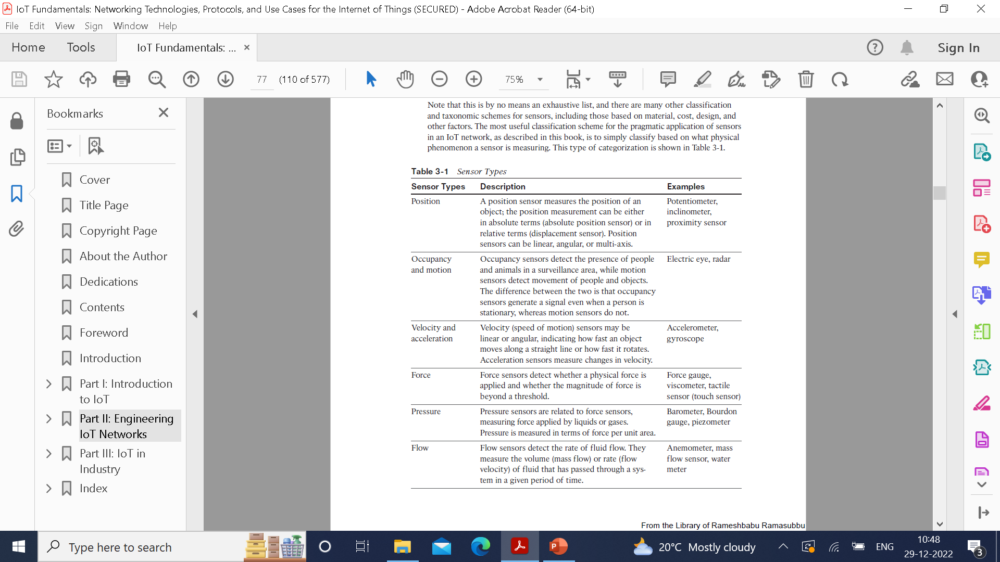 IoT Fundamentals: Networking Technologies, Protocols, and Use Cases for the Internet of Things (SECURED) - Adobe Acrobat Reader (64-bit)
File Edit View Sign Window Help
Home Tools IoT Fundamentals: ... Sign In
77 (110 of 577) 75%
Bookmarks
Cover
Title Page
Copyright Page
About the Author
Dedications
Contents
Foreword
Introduction
Part I: Introduction
to IoT
Part II: Engineering
IoT Networks
Part III: IoT in
Industry
Index
Note that this is by no means an exhaustive list, and there are many other classification
and taxonomic schemes for sensors, including those based on material, cost, design, and
other factors. The most useful classification scheme for the pragmatic application of sensors
in an IoT network, as described in this book, is to simply classify based on what physical
phenomenon a sensor is measuring. This type of categorization is shown in Table 3-1.
Table 3-1 Sensor Types
Sensor Types Description Examples
Position A position sensor measures the position of an Potentiometer,
object; the position measurement can be either inclinometer,
in absolute terms (absolute position sensor) or in proximity sensor
relative terms (displacement sensor). Position
sensors can be linear, angular, or multi-axis.
Occupancy Occupancy sensors detect the presence of people Electric eye, radar
and motion and animals in a surveillance area, while motion
sensors detect movement of people and objects.
The difference between the two is that occupancy
sensors generate a signal even when a person is
stationary, whereas motion sensors do not.
Velocity and Velocity (speed of motion) sensors may be Accelerometer,
acceleration linear or angular, indicating how fast an object gyroscope
moves along a straight line or how fast it rotates.
Acceleration sensors measure changes in velocity.
Force Force sensors detect whether a physical force is Force gauge,
applied and whether the magnitude of force is viscometer, tactile
beyond a threshold. sensor (touch sensor)
Pressure Pressure sensors are related to force sensors, Barometer, Bourdon
measuring force applied by liquids or gases. gauge, piezometer
Pressure is measured in terms of force per unit area.
Flow Flow sensors detect the rate of fluid flow. They Anemometer, mass
measure the volume (mass flow) or rate (flow flow sensor, water
velocity) of fluid that has passed through a sys- meter
tem in a given period of time.
From the Library of Rameshbabu Ramasubbu
Type here to search 20°C Mostly cloudy ENG 10:48
29-12-2022 3